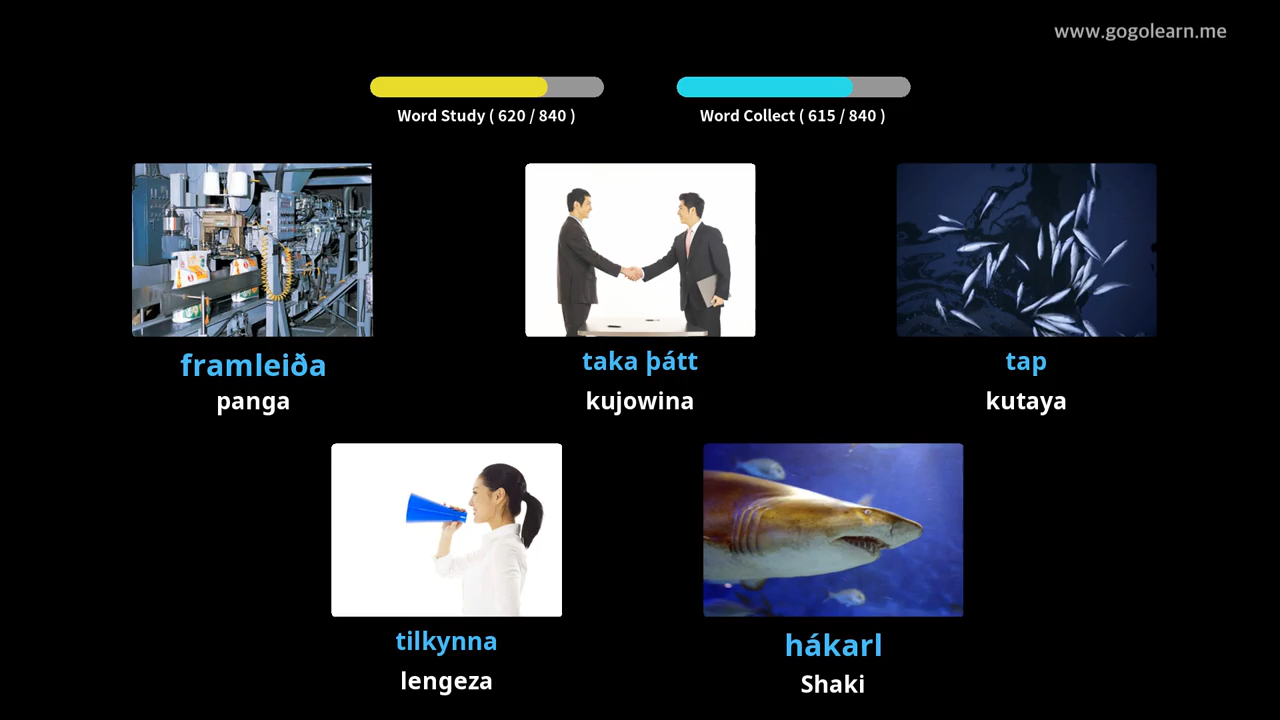 www.gogolearn.me
Word Study ( 620 / 840 )
Word Collect ( 615 / 840 )
framleiða
panga
taka þátt
kujowina
tap
kutaya
tilkynna
lengeza
hákarl
Shaki